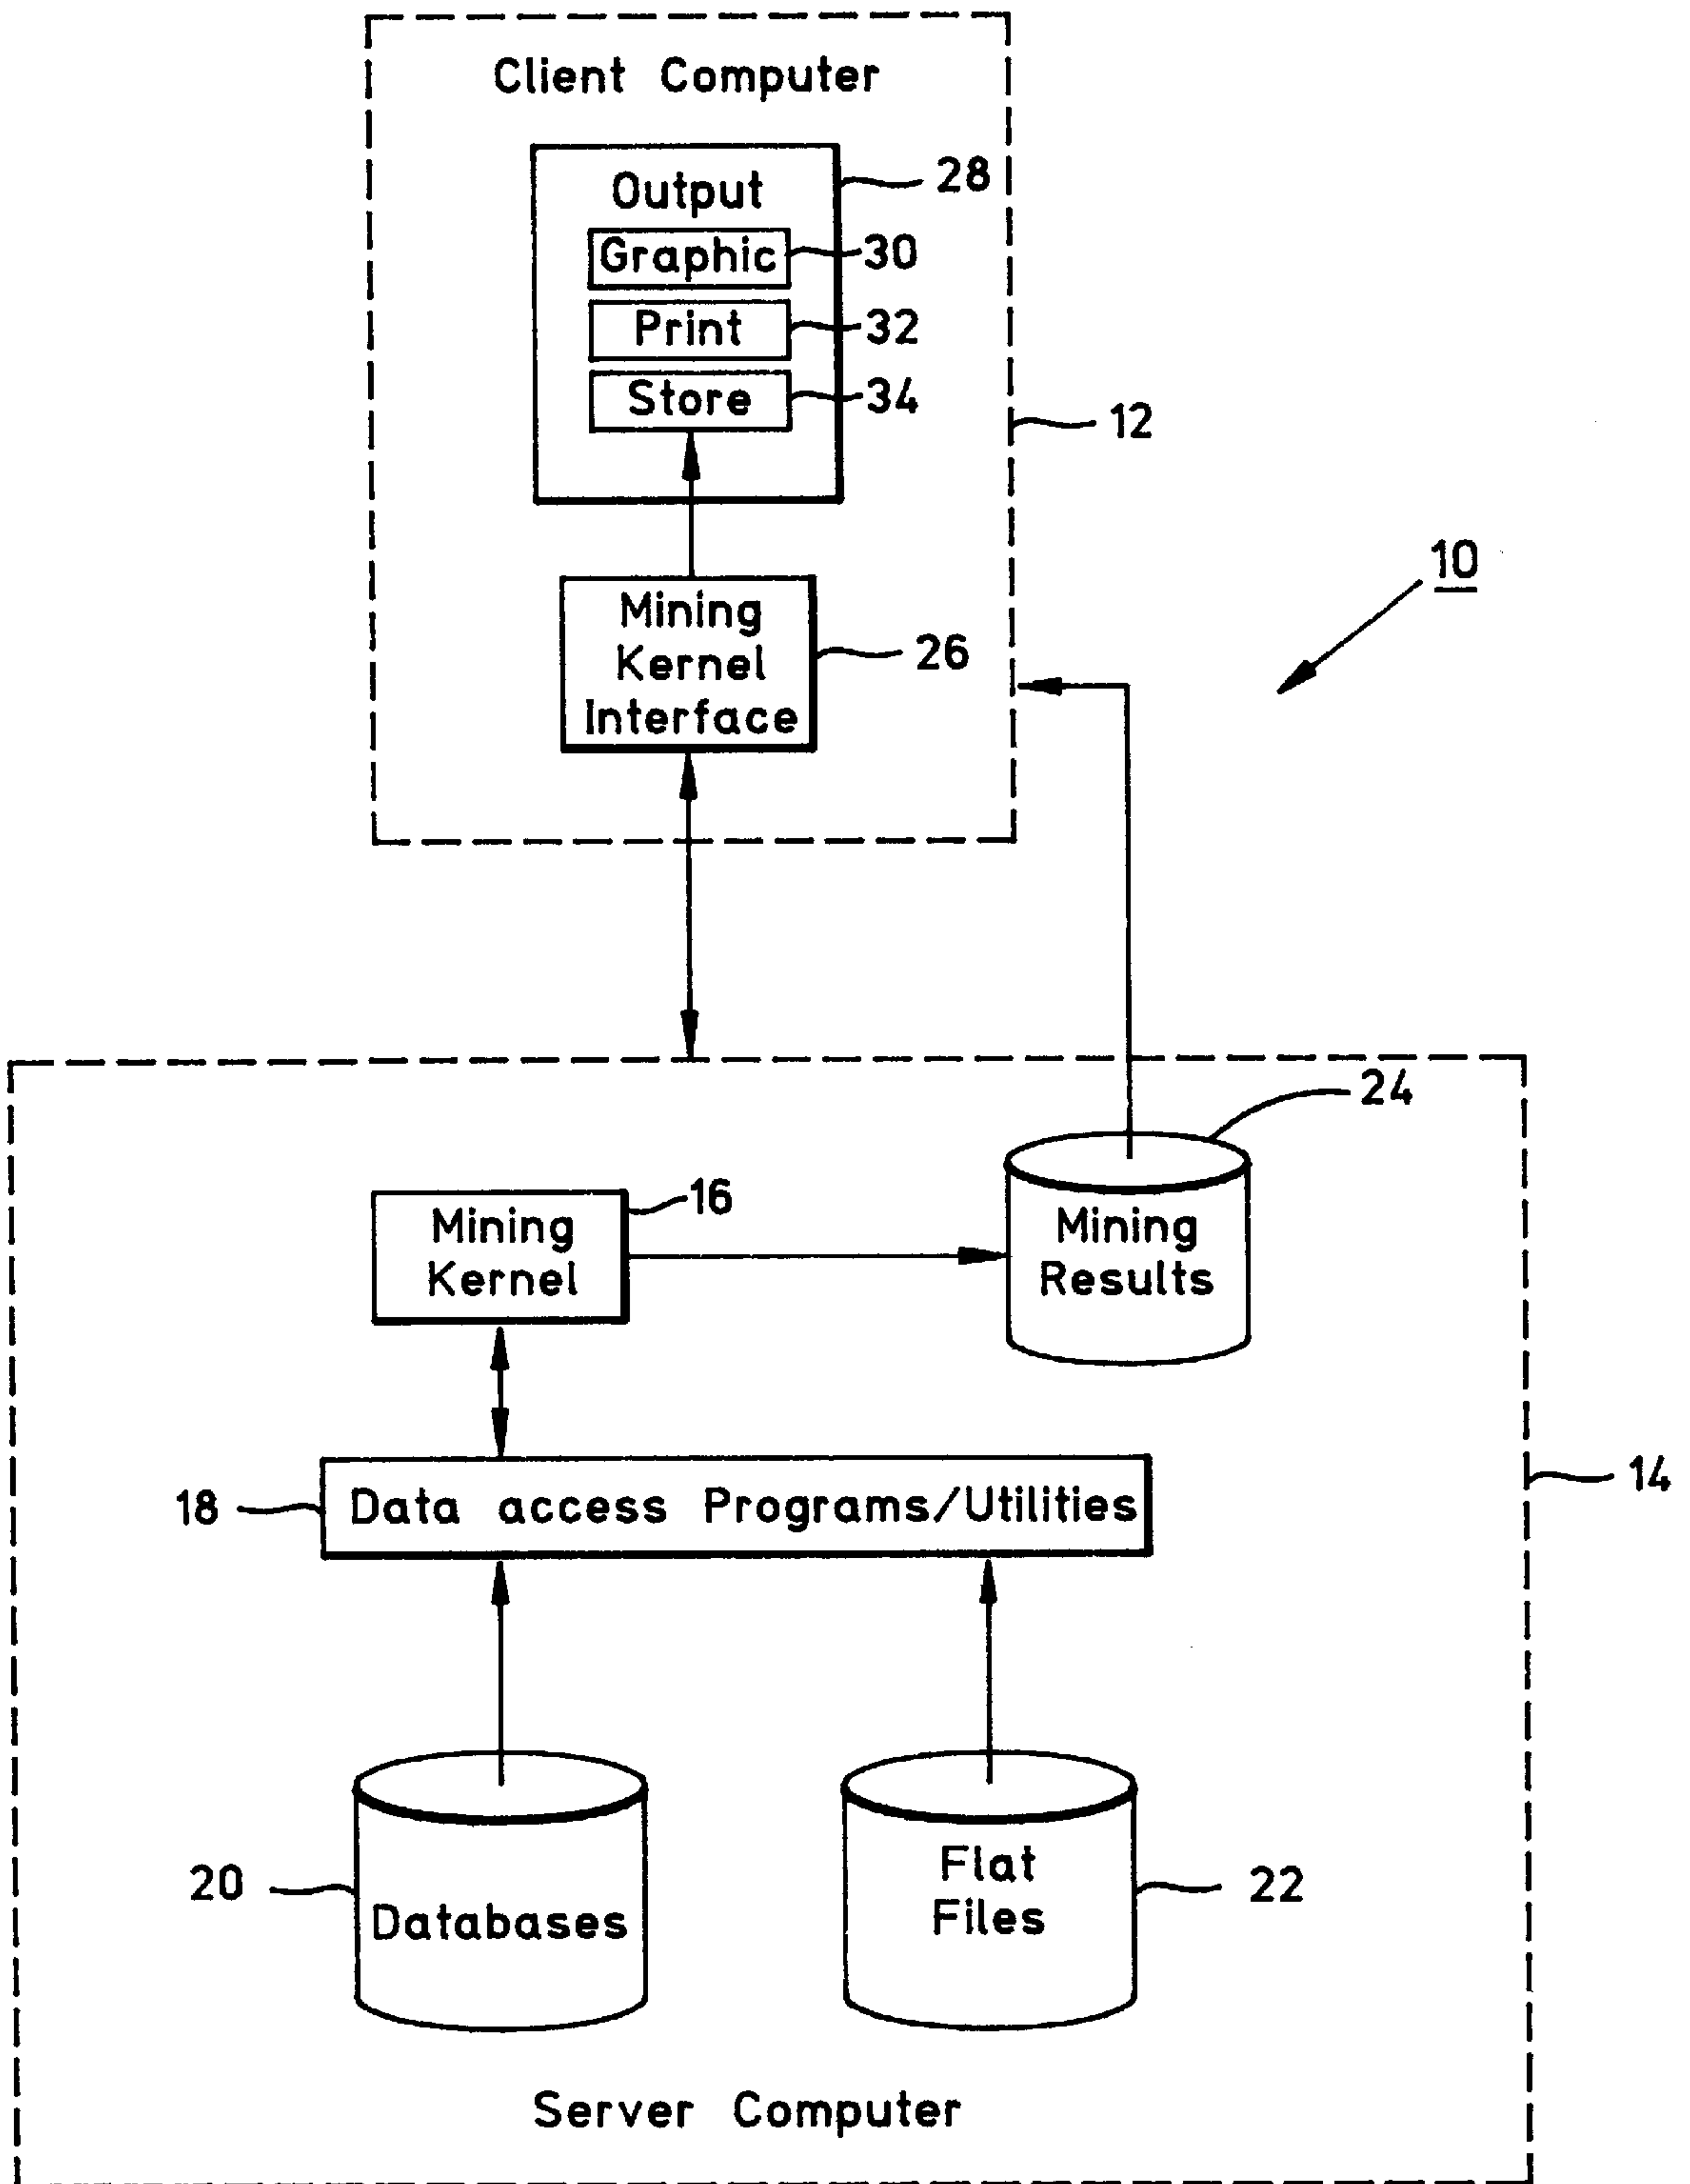 Client Computer
Output
28
Graphic
30
Print
32
Store
34
12
10
Mining
Kernel
Interface
26
24
16
Mining
Kernel
Mining
Results
14
18
Data access Programs/Utilities
20
Databases
Flat
Files
22
Server Computer